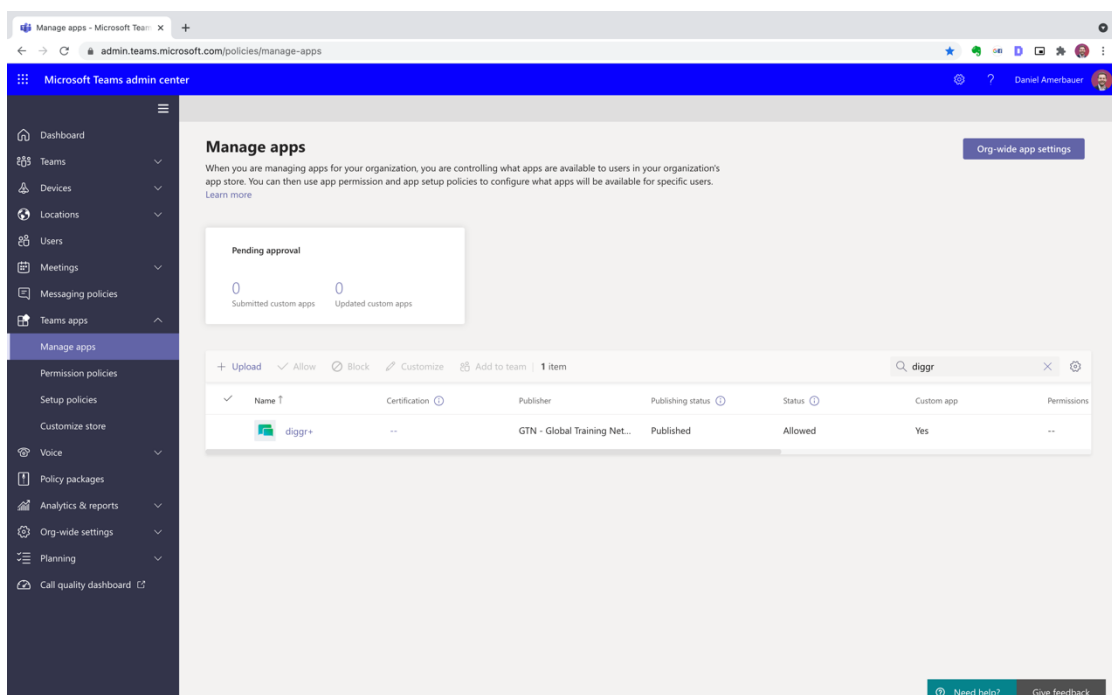 Manage apps - Microsoft Team
admin.teams.microsoft.com/policies/manage-apps
Microsoft Teams admin center
Daniel Amerbauer
Dashboard
Teams
Devices
Locations
Users
Meetings
Messaging policies
Teams apps
Manage apps
Permission policies
Setup policies
Customize store
Voice
Policy packages
Analytics & reports
Org-wide settings
Planning
Call quality dashboard
Manage apps
Org-wide app settings
When you are managing apps for your organization, you are controlling what apps are available to users in your organization's
app store. You can then use app permission and app setup policies to configure what apps will be available for specific users.
Learn more
Pending approval
0 0
Submitted custom apps Updated custom apps
+ Upload Allow Block Customize Add to team | 1 item diggr
Name ↑ Certification Publisher Publishing status Status Custom app Permissions
diggr+ -- GTN - Global Training Net... Published Allowed Yes --
Need help? Give feedback